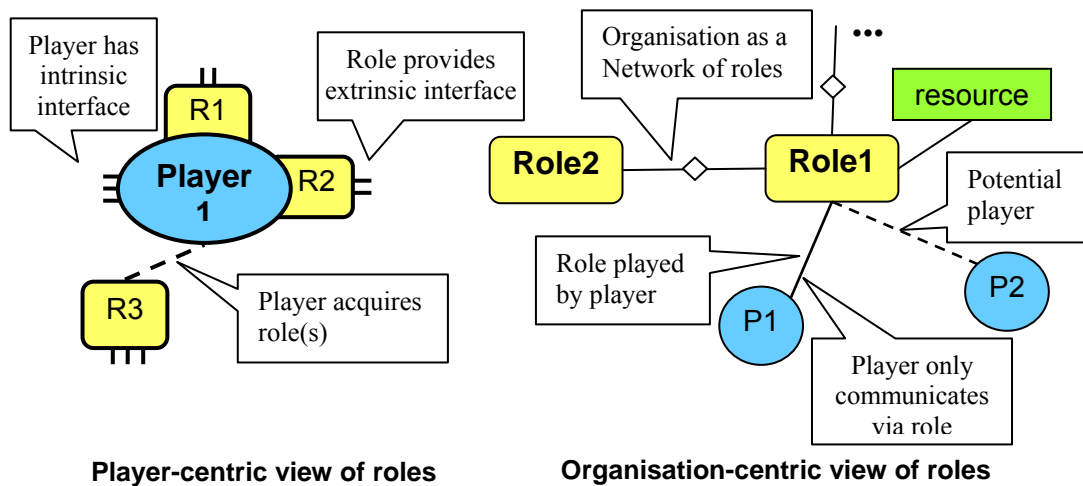 Player has
intrinsic
interface
R1
Role provides
extrinsic interface
Player
1
R2
R3
Player acquires
role(s)
Player-centric view of roles
Organisation as a
Network of roles
•••
resource
Role2
Role1
Potential
player
Role played
by player
P1
P2
Player only
communicates
via role
Organisation-centric view of roles